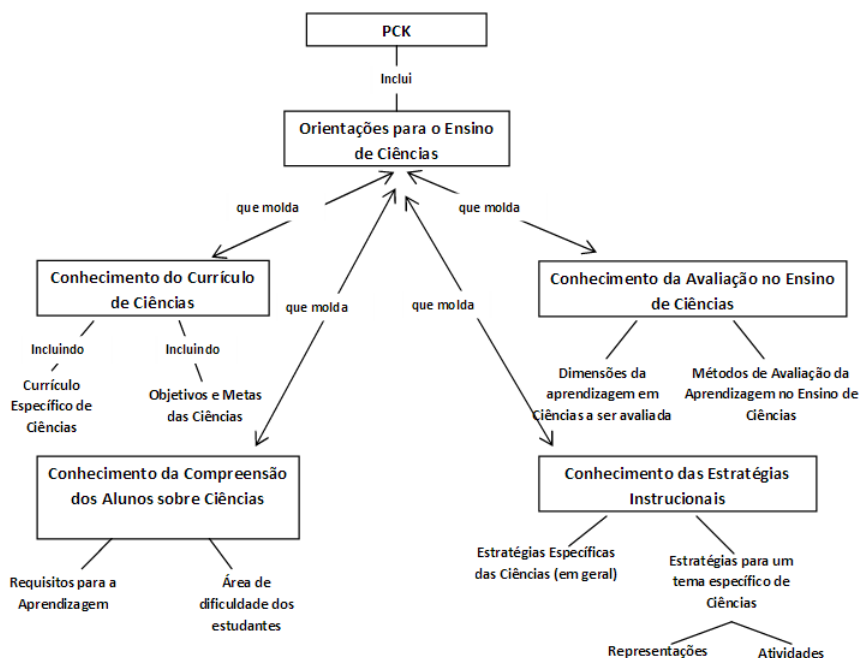 PCK
Inclui
Orientações para o Ensino
de Ciências
que molda
que molda
Conhecimento do Currículo
de Ciências
Conhecimento da Avaliação no Ensino
de Ciências
que molda
que molda
Incluindo
Incluindo
Currículo
Específico de
Ciências
Objetivos e Metas
das Ciências
Dimensões da
aprendizagem em
Ciências a ser avaliada
Métodos de Avaliação da
Aprendizagem no Ensino de
Ciências
Conhecimento da Compreensão
dos Alunos sobre Ciências
Conhecimento das Estratégias
Instrucionais
Requisitos para a
Aprendizagem
Área de
dificuldade dos
estudantes
Estratégias Específicas
das Ciências (em geral)
Estratégias para um
tema específico de
Ciências
Representações
Atividades